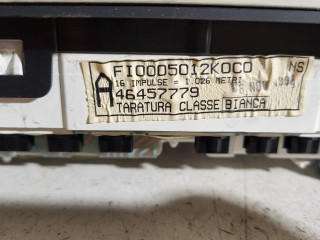 FI0005012K0C0 NS
16 IMPULSE = 1.026 METRI
A
46457779
TARATURA CLASSE BIANCA